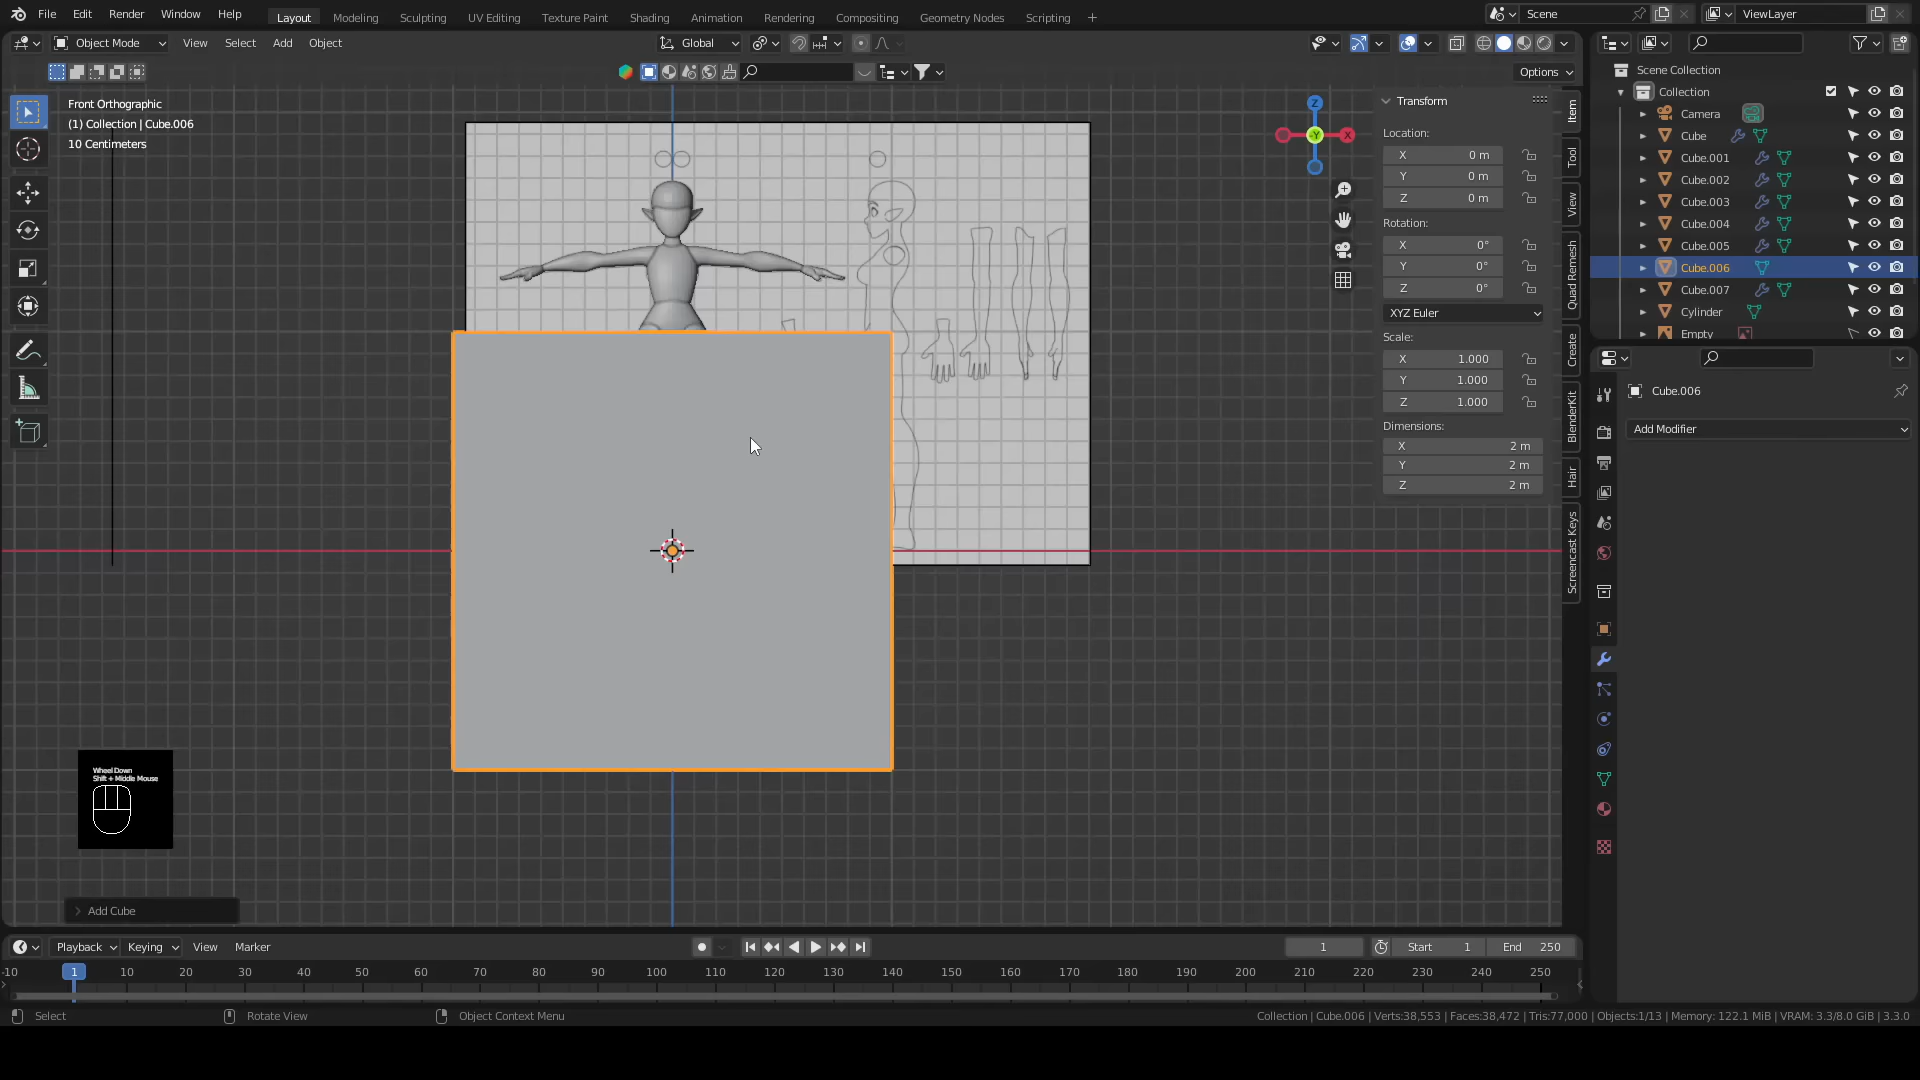 File Edit Render Window Help Layout Modeling Sculpting UV Editing Texture Paint Shading Animation Rendering Compositing Geometry Nodes Scripting + Scene ViewLayer
Object Mode View Select Add Object Global
Options
Front Orthographic
(1) Collection | Cube.006
10 Centimeters
Z
Y
X
Transform
Location:
X 0 m
Y 0 m
Z 0 m
Rotation:
X 0°
Y 0°
Z 0°
XYZ Euler
Scale:
X 1.000
Y 1.000
Z 1.000
Dimensions:
X 2 m
Y 2 m
Z 2 m
Item
Tool
View
Quad Remesh
Create
BlenderKit
Hair
Screencast Keys
Scene Collection
Collection
Camera
Cube
Cube.001
Cube.002
Cube.003
Cube.004
Cube.005
Cube.006
Cube.007
Cylinder
Empty
Cube.006
Add Modifier
Wheel Down
Shift + Middle Mouse
Add Cube
Playback Keying View Marker 1 Start 1 End 250
-10 1 10 20 30 40 50 60 70 80 90 100 110 120 130 140 150 160 170 180 190 200 210 220 230 240 250
Select Rotate View Object Context Menu Collection | Cube.006 | Verts:38,553 | Faces:38,472 | Tris:77,000 | Objects:1/13 | Memory: 122.1 MiB | VRAM: 3.3/8.0 GiB | 3.3.0